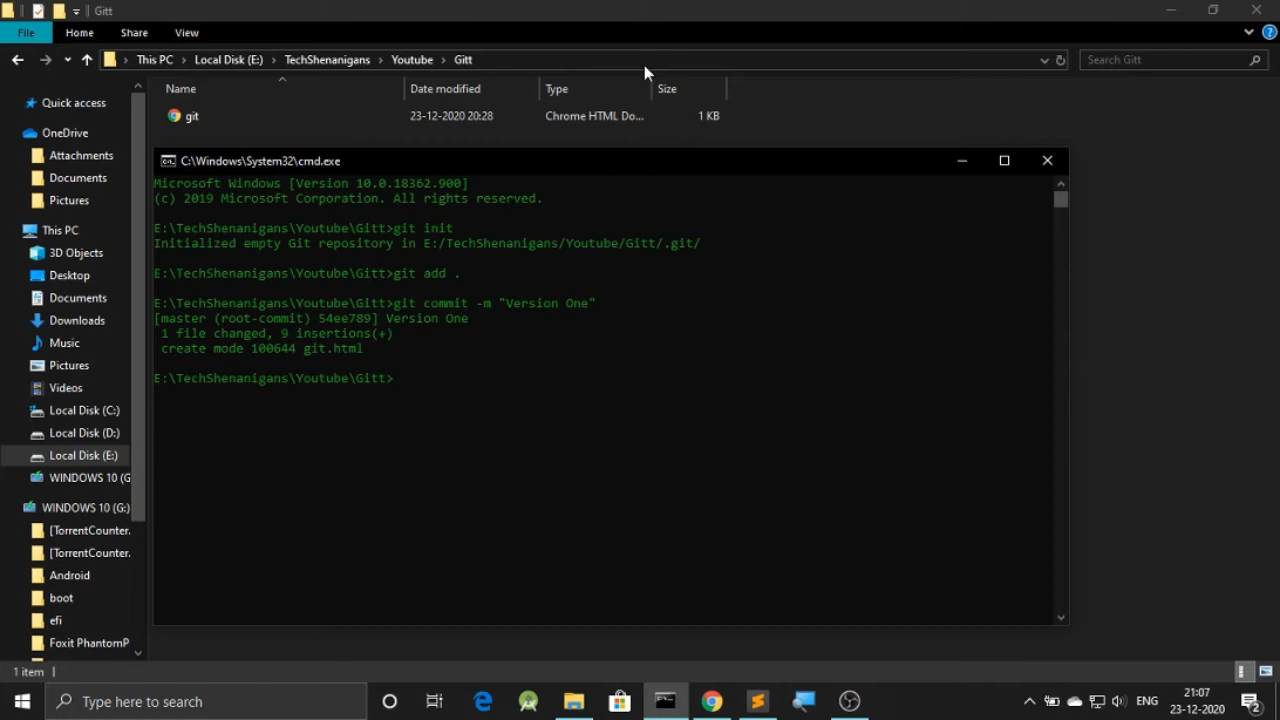 Gitt
File Home Share View
This PC Local Disk (E:) TechShenanigans Youtube Gitt
Search Gitt
Name Date modified Type Size
git 23-12-2020 20:28 Chrome HTML Do... 1 KB
Quick access
OneDrive
Attachments
Documents
Pictures
This PC
3D Objects
Desktop
Documents
Downloads
Music
Pictures
Videos
Local Disk (C:)
Local Disk (D:)
Local Disk (E:)
WINDOWS 10 (G
WINDOWS 10 (G:)
[TorrentCounter.
[TorrentCounter.
Android
boot
efi
Foxit PhantomP
C:\Windows\System32\cmd.exe
Microsoft Windows [Version 10.0.18362.900]
(c) 2019 Microsoft Corporation. All rights reserved.
E:\TechShenanigans\Youtube\Gitt>git init
Initialized empty Git repository in E:/TechShenanigans/Youtube/Gitt/.git/
E:\TechShenanigans\Youtube\Gitt>git add .
E:\TechShenanigans\Youtube\Gitt>git commit -m "Version One"
[master (root-commit) 54ee789] Version One
1 file changed, 9 insertions(+)
create mode 100644 git.html
E:\TechShenanigans\Youtube\Gitt>
1 item
Type here to search
ENG
21:07
23-12-2020
2